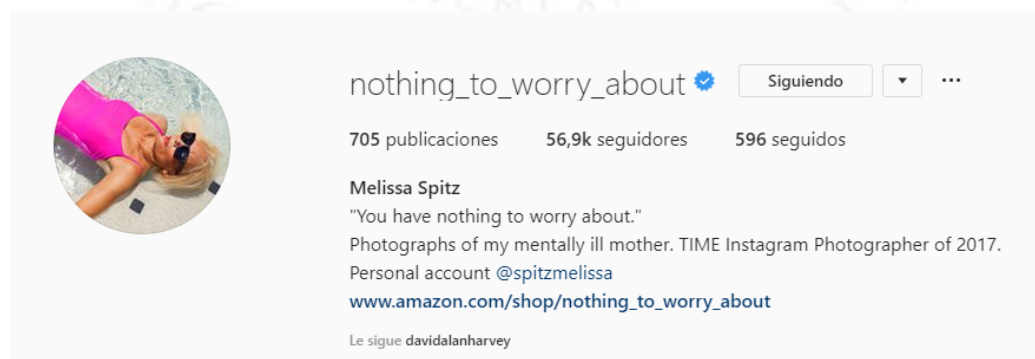 nothing_to_worry_about Siguiendo
705 publicaciones 56,9k seguidores 596 seguidos
Melissa Spitz
"You have nothing to worry about."
Photographs of my mentally ill mother. TIME Instagram Photographer of 2017.
Personal account @spitzmelissa
www.amazon.com/shop/nothing_to_worry_about
Le sigue davidalanharvey